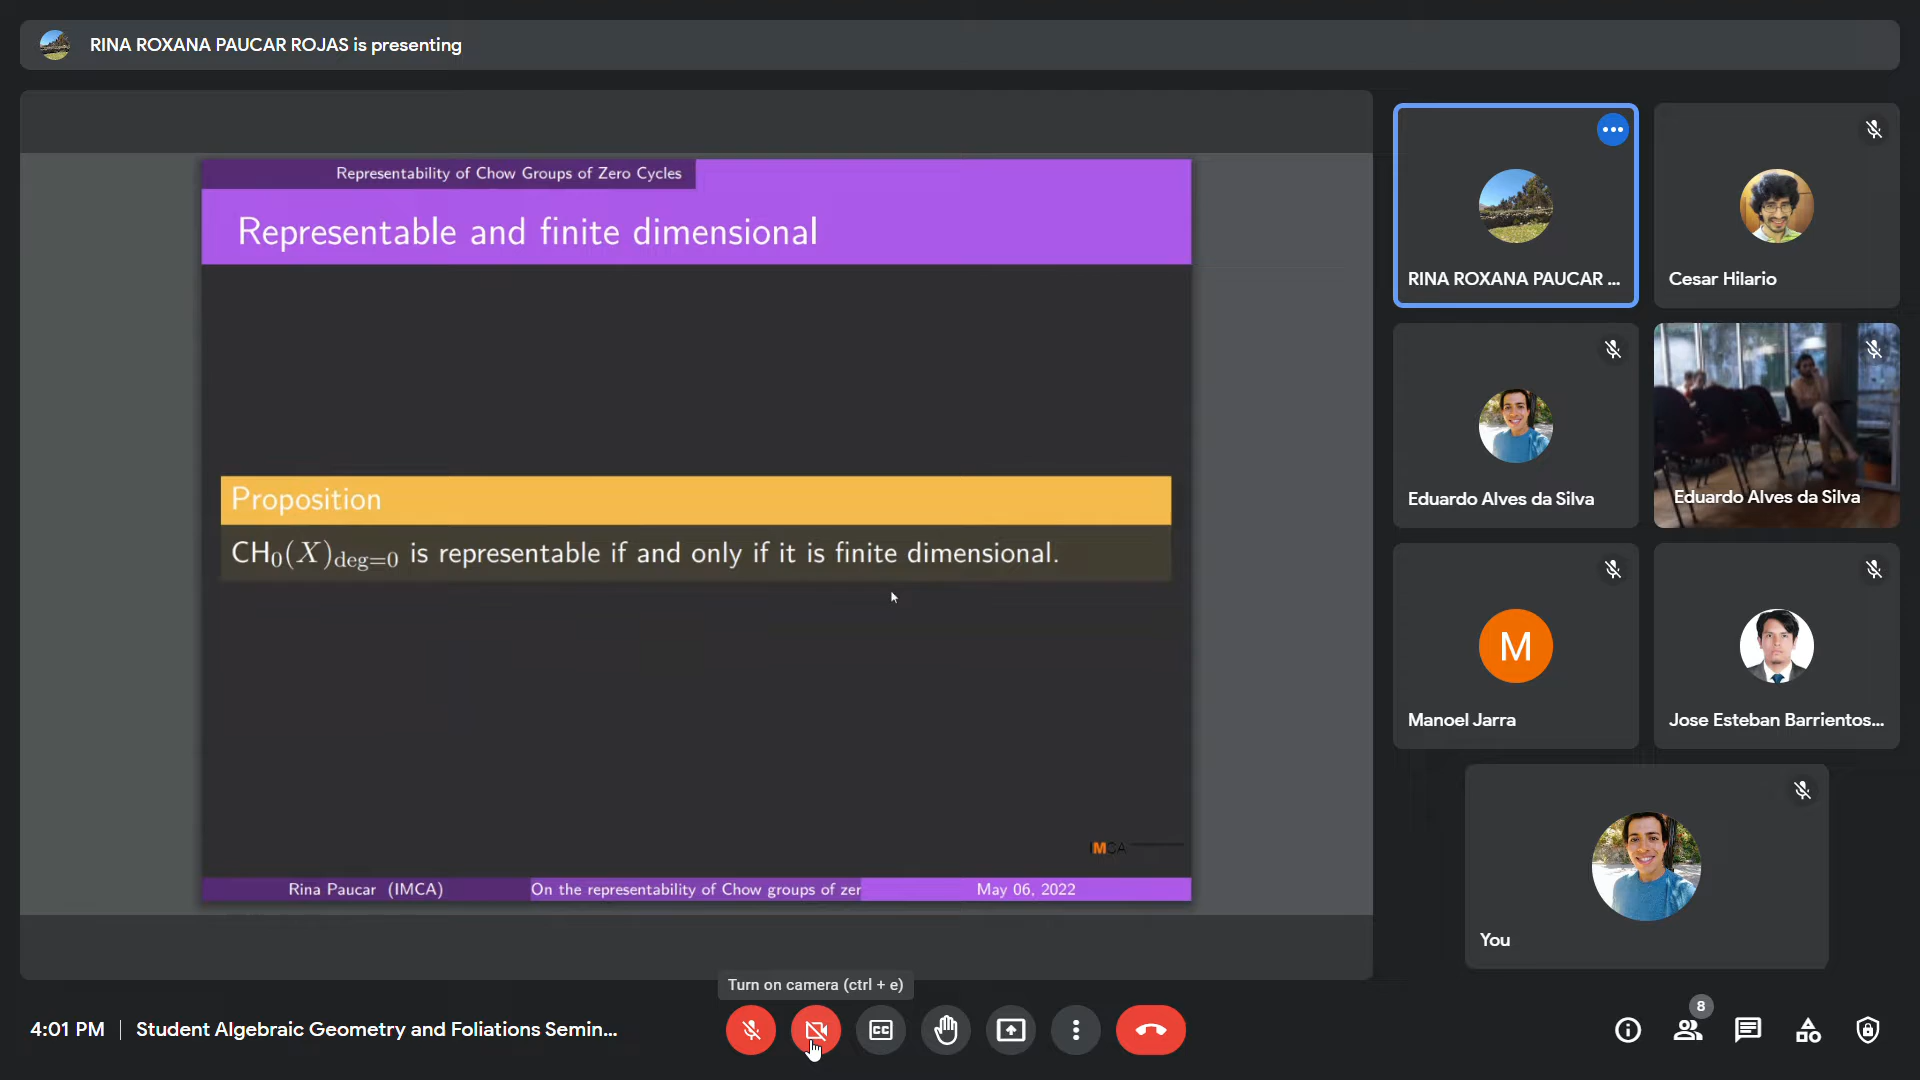 RINA ROXANA PAUCAR ROJAS is presenting
Representability of Chow Groups of Zero Cycles
Representable and finite dimensional
Proposition
CH₀(X)deg=0 is representable if and only if it is finite dimensional.
IMCA
Rina Paucar (IMCA) On the representability of Chow groups of zer May 06, 2022
RINA ROXANA PAUCAR ...
Cesar Hilario
Eduardo Alves da Silva
Eduardo Alves da Silva
M
Manoel Jarra
Jose Esteban Barrientos...
You
Turn on camera (ctrl + e)
4:01 PM | Student Algebraic Geometry and Foliations Semin...
CC
8